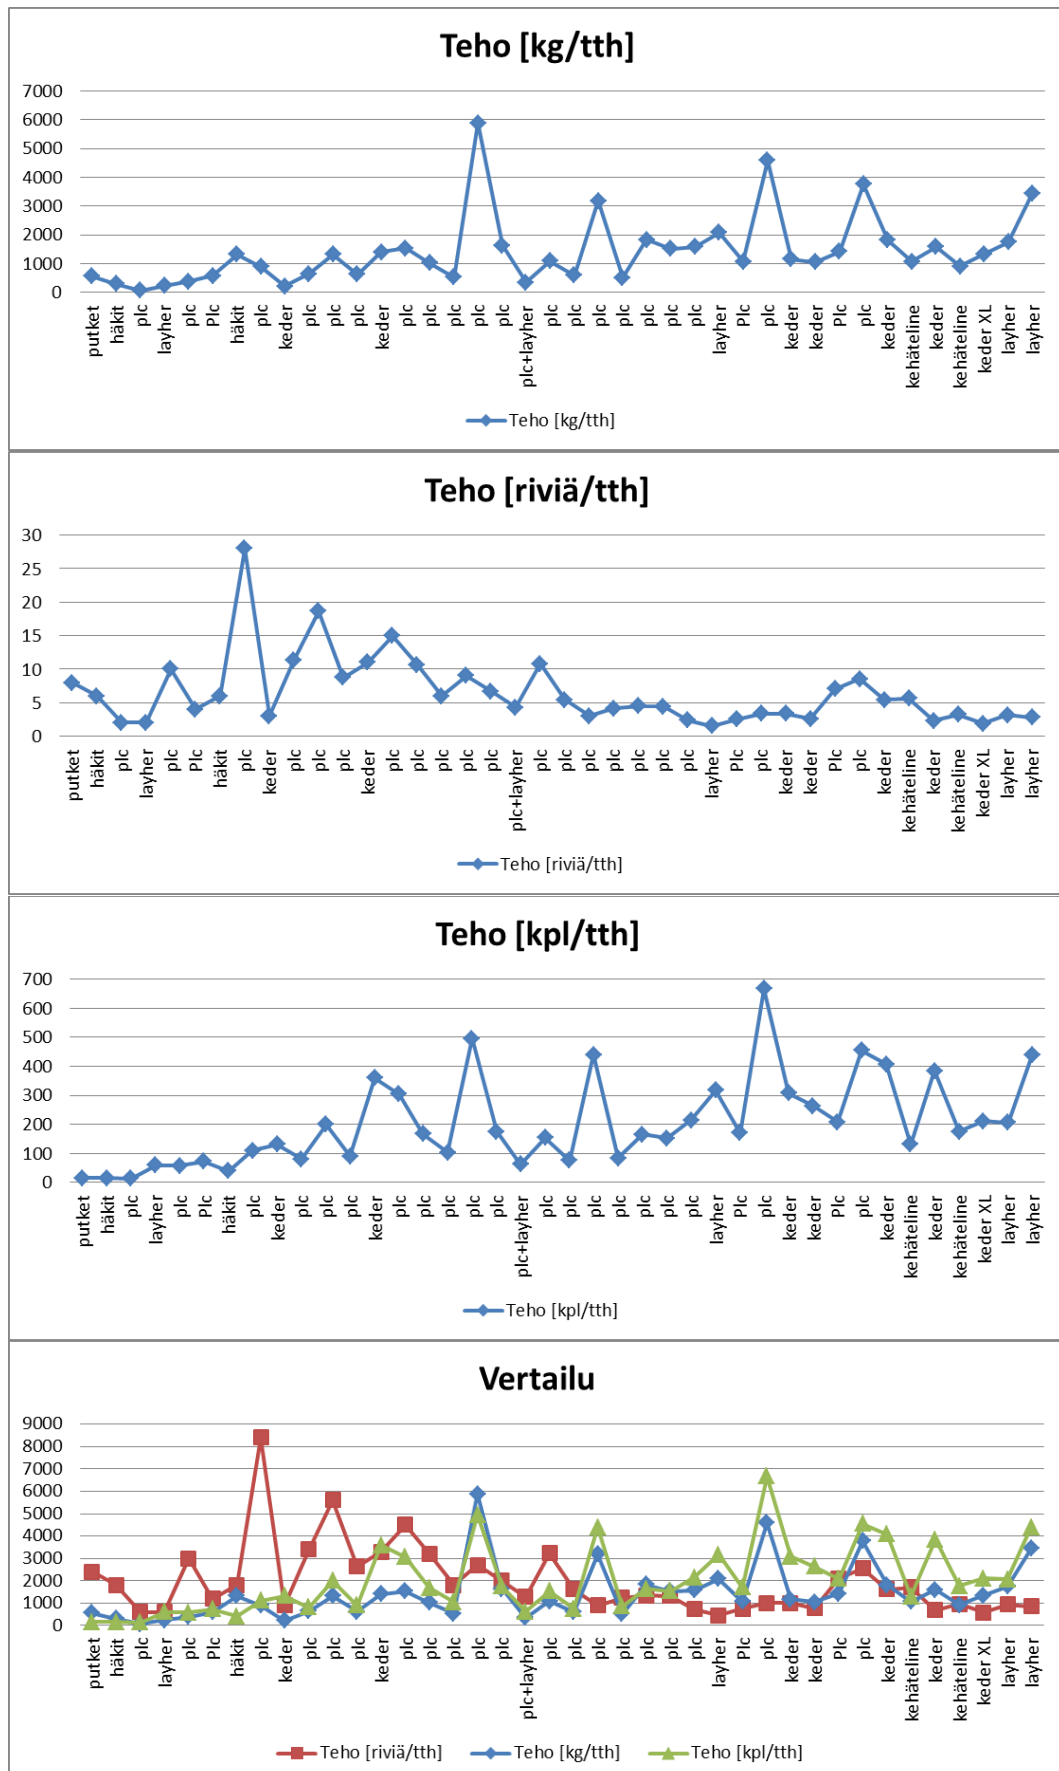 Teho [kg/tth]
7000
6000
5000
4000
3000
2000
1000
0
putket
häkit
plc
layher
plc
Plc
häkit
plc
keder
plc
plc
plc
keder
plc
plc
plc
plc
plc
plc+layher
plc
plc
plc
plc
plc
plc
plc
layher
Plc
plc
keder
keder
Plc
plc
keder
kehäteline
keder
kehäteline
keder XL
layher
layher
Teho [kg/tth]
Teho [riviä/tth]
30
25
20
15
10
5
0
putket
häkit
plc
layher
plc
Plc
häkit
plc
keder
plc
plc
plc
keder
plc
plc
plc
plc
plc
plc+layher
plc
plc
plc
plc
plc
plc
plc
layher
Plc
plc
keder
keder
Plc
plc
keder
kehäteline
keder
kehäteline
keder XL
layher
layher
Teho [riviä/tth]
Teho [kpl/tth]
700
600
500
400
300
200
100
0
putket
häkit
plc
layher
plc
Plc
häkit
plc
keder
plc
plc
plc
keder
plc
plc
plc
plc
plc
plc+layher
plc
plc
plc
plc
plc
plc
plc
layher
Plc
plc
keder
keder
Plc
plc
keder
kehäteline
keder
kehäteline
keder XL
layher
layher
Teho [kpl/tth]
Vertailu
9000
8000
7000
6000
5000
4000
3000
2000
1000
0
putket
häkit
plc
layher
plc
Plc
häkit
plc
keder
plc
plc
plc
keder
plc
plc
plc
plc
plc
plc+layher
plc
plc
plc
plc
plc
plc
plc
layher
Plc
plc
keder
keder
Plc
plc
keder
kehäteline
keder
kehäteline
keder XL
layher
layher
Teho [riviä/tth] Teho [kg/tth] Teho [kpl/tth]